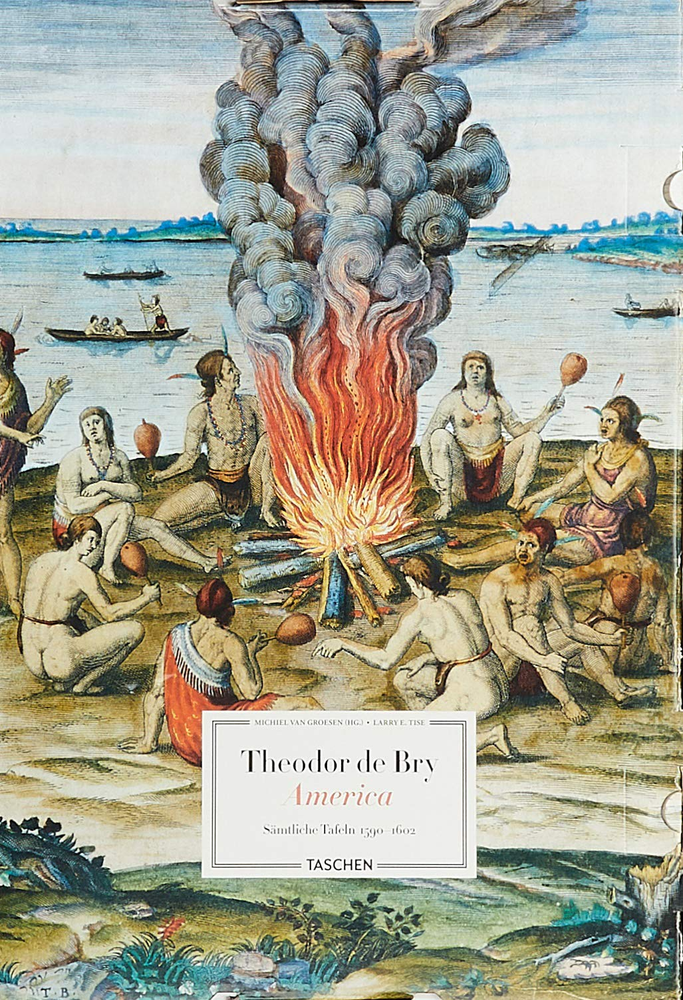 MICHIEL VAN GROESEN (HG.) • LARRY E. TISE
Theodor de Bry
America
Sämtliche Tafeln 1590–1602
TASCHEN
T · B